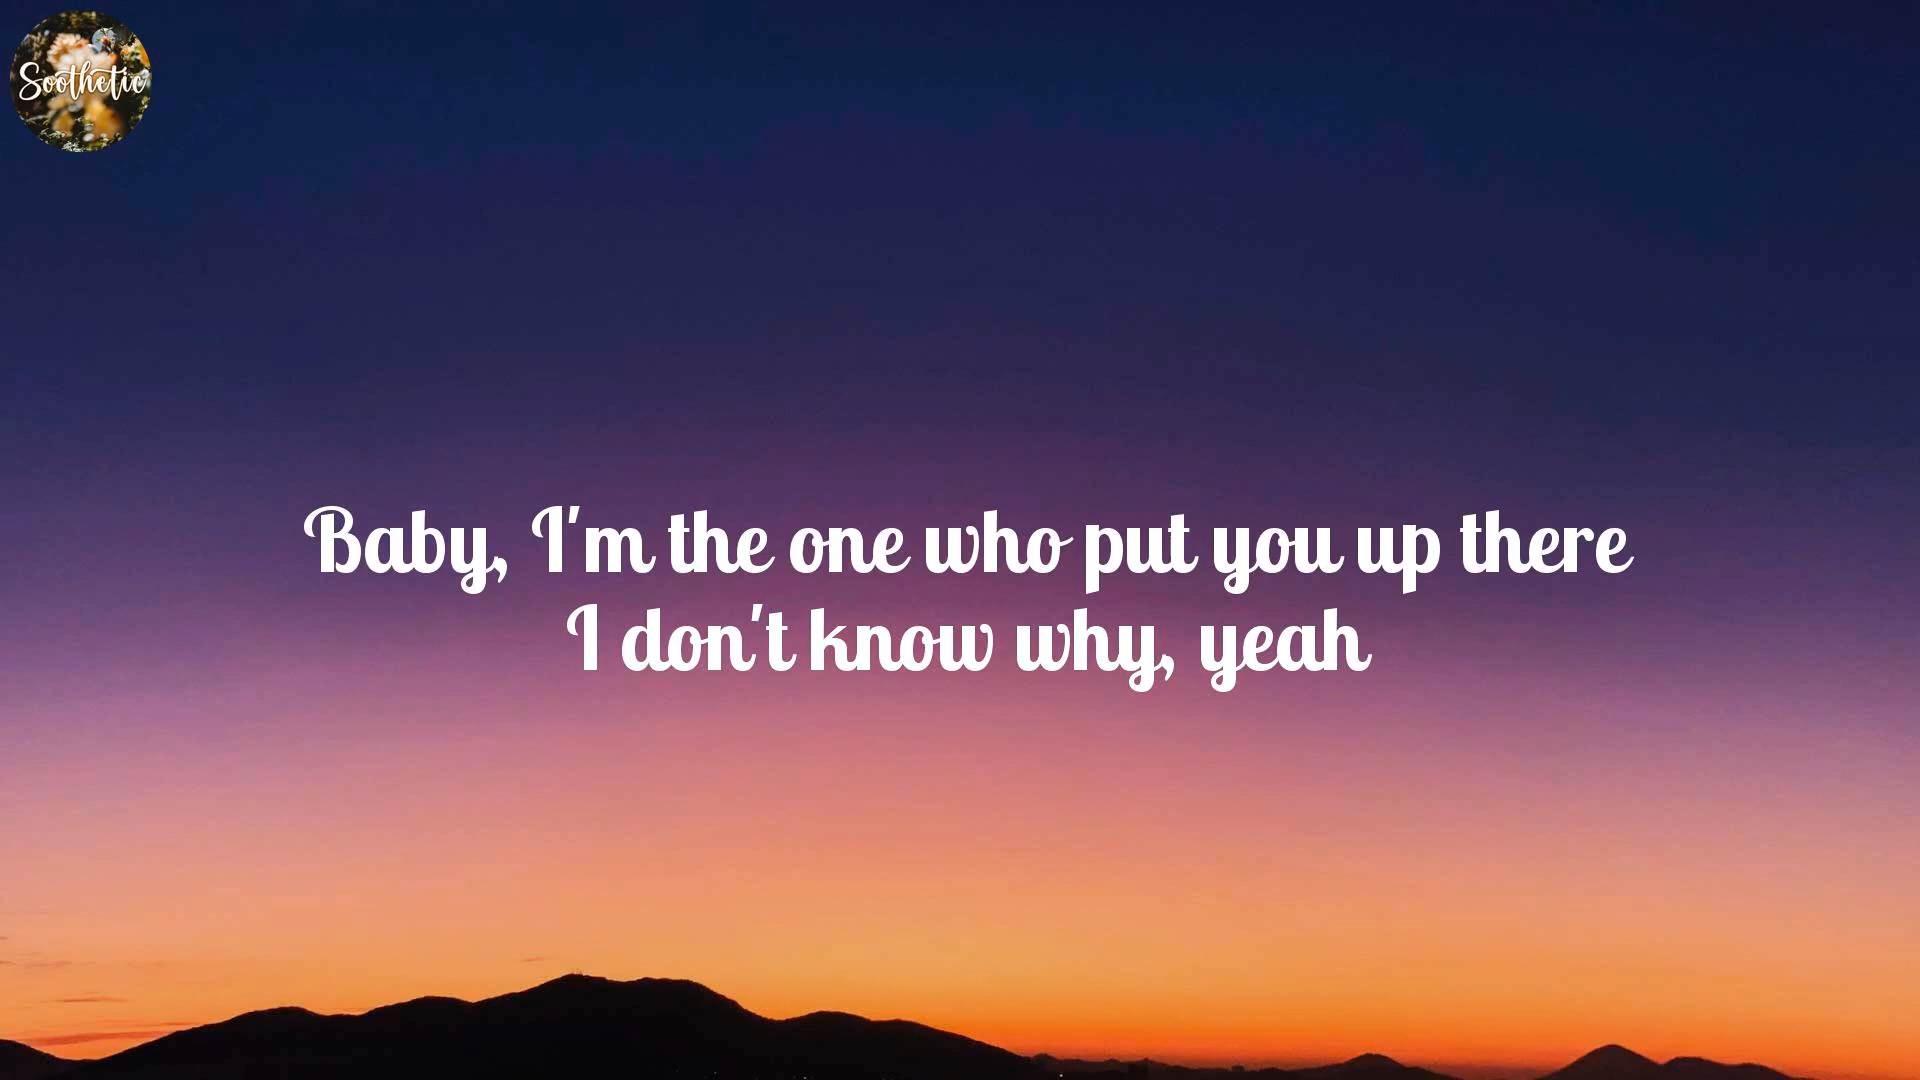 Soothetic
Baby, I'm the one who put you up there
I don't know why, yeah